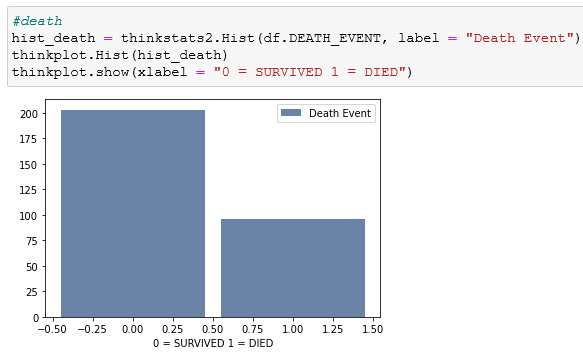 #death
hist_death = thinkstats2.Hist(df.DEATH_EVENT, label = "Death Event")
thinkplot.Hist(hist_death)
thinkplot.show(xlabel = "0 = SURVIVED 1 = DIED")
Death Event
200
175
150
125
100
75
50
25
0
−0.50 −0.25 0.00 0.25 0.50 0.75 1.00 1.25 1.50
0 = SURVIVED 1 = DIED